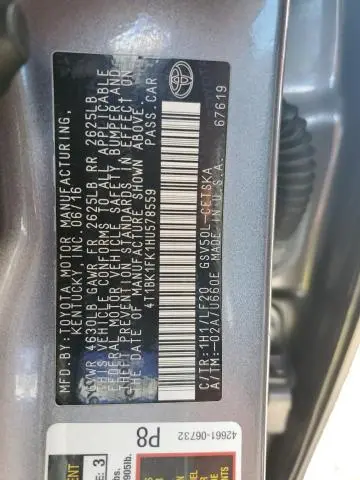 MFD. BY:TOYOTA MOTOR MANUFACTURING,
KENTUCKY, INC. 06/16
GVWR 4630LB GAWR FR 2625LB RR 2625LB
THIS VEHICLE CONFORMS TO ALL APPLICABLE
FEDERAL MOTOR VEHICLE SAFETY, BUMPER, AND
THEFT PREVENTION STANDARDS IN EFFECT ON
THE DATE OF MANUFACTURE SHOWN ABOVE.
4T1BK1FK1HU578559 PASS.CAR
TOYOTA
67619
C/TR:1H1/LF20 GSV50L-CETSKA
A/TM:-02A/U660E MADE IN U.S.A.
42661-06732
P8
3
905lb.